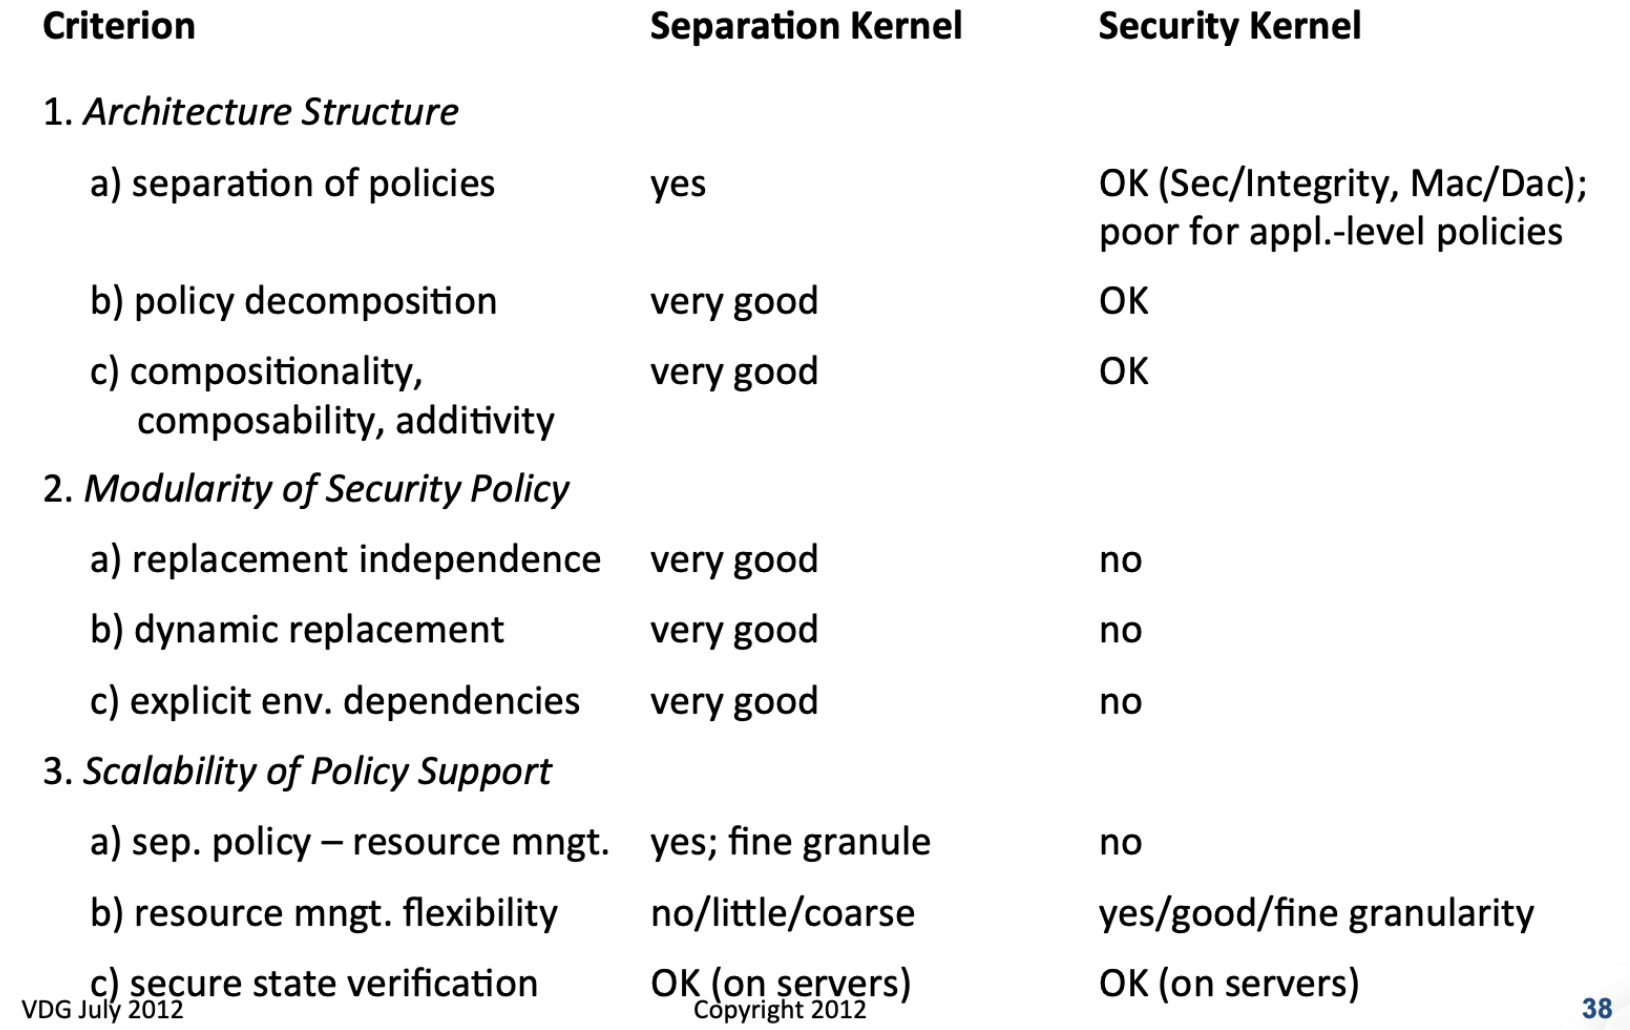 Criterion Separation Kernel Security Kernel
1. Architecture Structure
a) separation of policies yes OK (Sec/Integrity, Mac/Dac);
poor for appl.-level policies
b) policy decomposition very good OK
c) compositionality, very good OK
composability, additivity
2. Modularity of Security Policy
a) replacement independence very good no
b) dynamic replacement very good no
c) explicit env. dependencies very good no
3. Scalability of Policy Support
a) sep. policy – resource mngt. yes; fine granule no
b) resource mngt. flexibility no/little/coarse yes/good/fine granularity
c) secure state verification OK (on servers) OK (on servers)
VDG July 2012 Copyright 2012 38